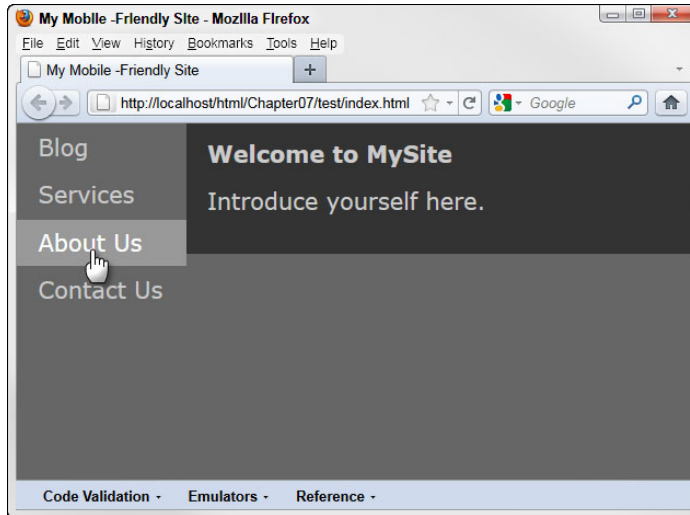 My Mobile -Friendly Site - Mozilla Firefox
File Edit View History Bookmarks Tools Help
My Mobile -Friendly Site +
http://localhost/html/Chapter07/test/index.html Google
Blog
Services
About Us
Contact Us
Welcome to MySite
Introduce yourself here.
Code Validation Emulators Reference